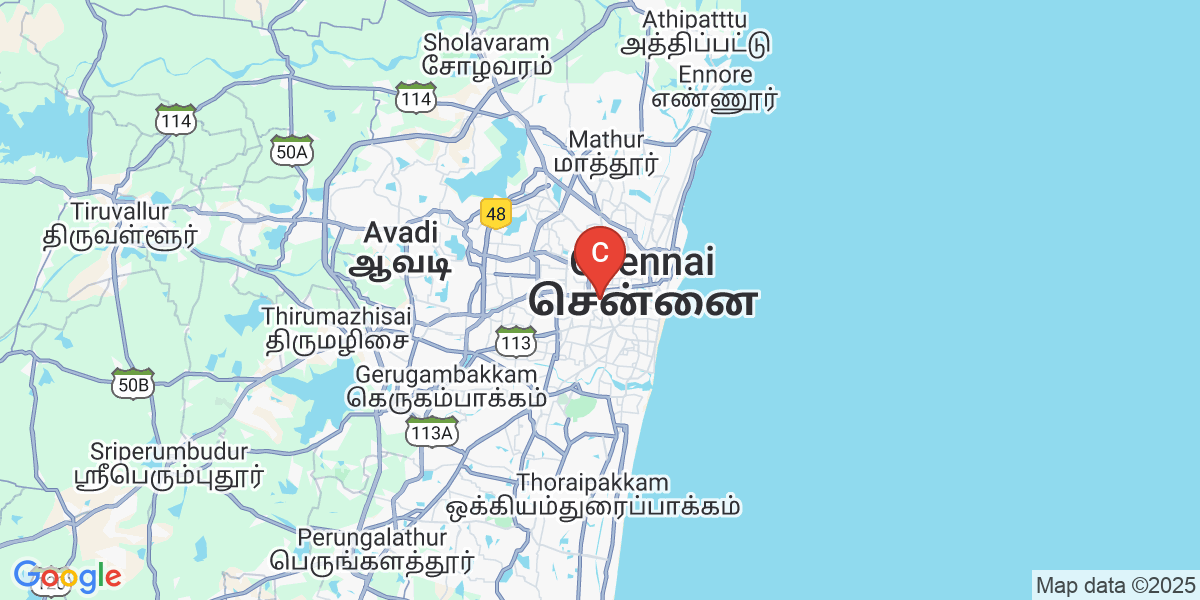 Athipatttu
அத்திப்பட்டு
Sholavaram
சோழவரம்
Ennore
எண்ணூர்
114
114
Mathur
மாத்தூர்
50A
Tiruvallur
திருவள்ளூர்
48
Avadi
ஆவடி
C
ennai
சென்னை
Thirumazhisai
திருமழிசை
113
Gerugambakkam
கெருகம்பாக்கம்
50B
113A
Sriperumbudur
ஸ்ரீபெரும்புதூர்
Thoraipakkam
ஒக்கியம்துரைப்பாக்கம்
Perungalathur
பெருங்களத்தூர்
Google
Map data ©2025